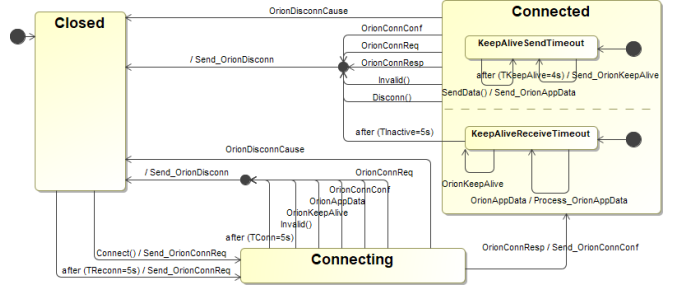 OrionDisconnCause
Closed
Connected
OrionConnConf
OrionConnReq
KeepAliveSendTimeout
/ Send_OrionDisconn
OrionConnResp
after (TKeepAlive=4s) / Send_OrionKeepAlive
Invalid()
SendData() / Send_OrionAppData
Disconn()
after (TInactive=5s)
KeepAliveReceiveTimeout
OrionDisconnCause
/ Send_OrionDisconn
OrionConnReq
OrionConnConf
OrionKeepAlive
OrionAppData
OrionAppData / Process_OrionAppData
OrionKeepAlive
Invalid()
after (TConn=5s)
Connect() / Send_OrionConnReq
OrionConnResp / Send_OrionConnConf
Connecting
after (TReconn=5s) / Send_OrionConnReq